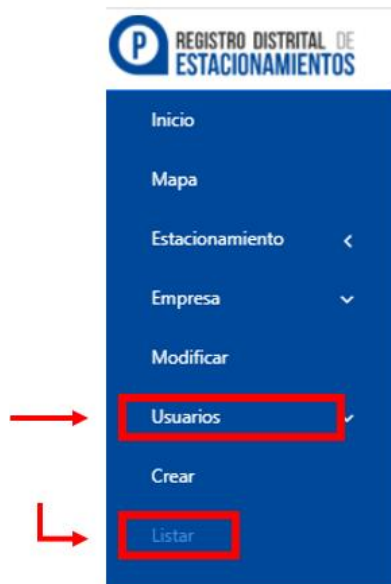 P
REGISTRO DISTRITAL DE
ESTACIONAMIENTOS
Inicio
Mapa
Estacionamiento
Empresa
Modificar
Usuarios
Crear
Listar